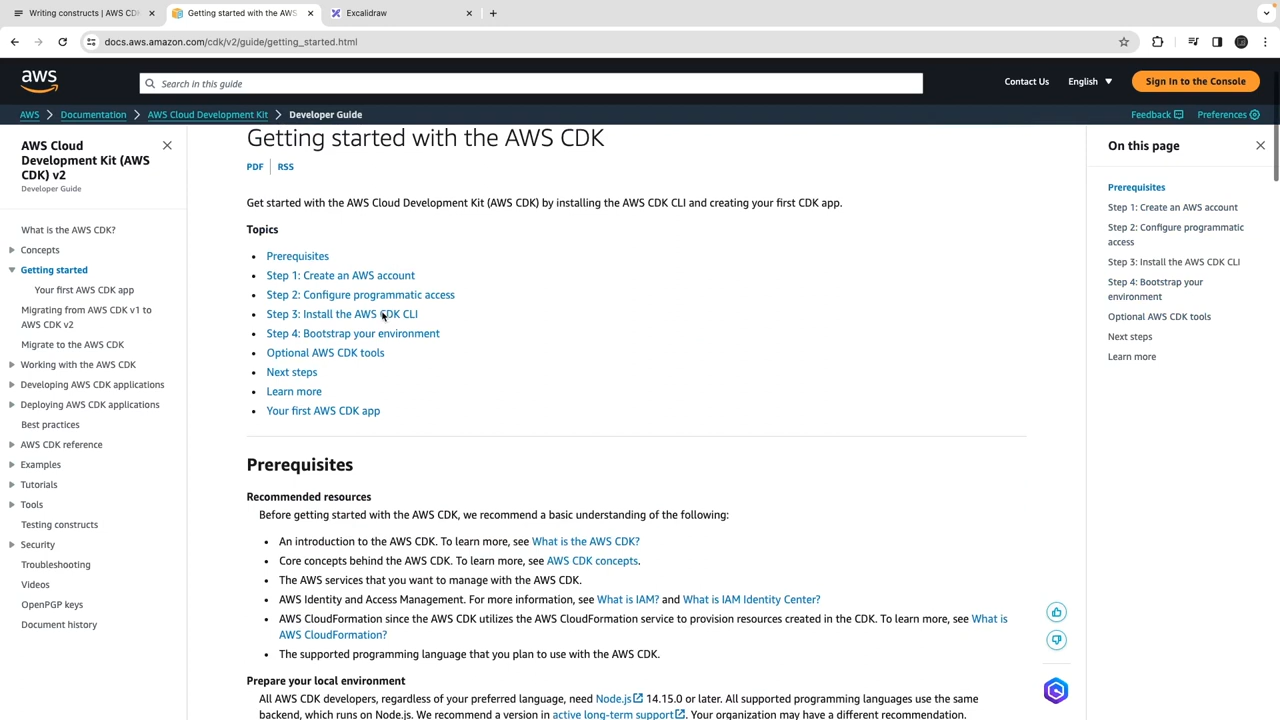 Writing constructs | AWS CD
Getting started with the AWS
Excalidraw
docs.aws.amazon.com/cdk/v2/guide/getting_started.html
aws
Search in this guide
Contact Us
English
Sign In to the Console
AWS
Documentation
AWS Cloud Development Kit
Developer Guide
Feedback
Preferences
AWS Cloud
Development Kit (AWS
CDK) v2
Developer Guide
What is the AWS CDK?
Concepts
Getting started
Your first AWS CDK app
Migrating from AWS CDK v1 to
AWS CDK v2
Migrate to the AWS CDK
Working with the AWS CDK
Developing AWS CDK applications
Deploying AWS CDK applications
Best practices
AWS CDK reference
Examples
Tutorials
Tools
Testing constructs
Security
Troubleshooting
Videos
OpenPGP keys
Document history
Getting started with the AWS CDK
PDF
RSS
Get started with the AWS Cloud Development Kit (AWS CDK) by installing the AWS CDK CLI and creating your first CDK app.
Topics
• Prerequisites
• Step 1: Create an AWS account
• Step 2: Configure programmatic access
• Step 3: Install the AWS CDK CLI
• Step 4: Bootstrap your environment
• Optional AWS CDK tools
• Next steps
• Learn more
• Your first AWS CDK app
Prerequisites
Recommended resources
Before getting started with the AWS CDK, we recommend a basic understanding of the following:
• An introduction to the AWS CDK. To learn more, see What is the AWS CDK?
• Core concepts behind the AWS CDK. To learn more, see AWS CDK concepts.
• The AWS services that you want to manage with the AWS CDK.
• AWS Identity and Access Management. For more information, see What is IAM? and What is IAM Identity Center?
• AWS CloudFormation since the AWS CDK utilizes the AWS CloudFormation service to provision resources created in the CDK. To learn more, see What is
AWS CloudFormation?
• The supported programming language that you plan to use with the AWS CDK.
Prepare your local environment
All AWS CDK developers, regardless of your preferred language, need Node.js 14.15.0 or later. All supported programming languages use the same
backend, which runs on Node.js. We recommend a version in active long-term support. Your organization may have a different recommendation.
On this page
Prerequisites
Step 1: Create an AWS account
Step 2: Configure programmatic
access
Step 3: Install the AWS CDK CLI
Step 4: Bootstrap your
environment
Optional AWS CDK tools
Next steps
Learn more